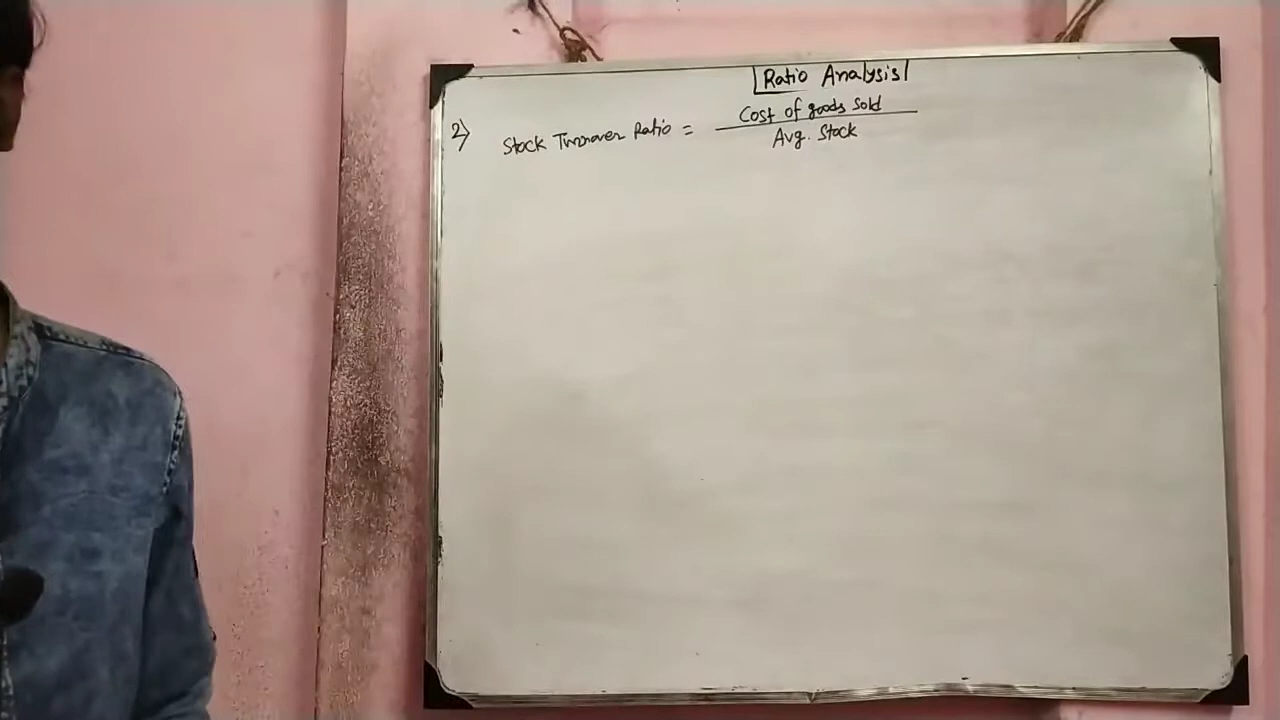 Ratio Analysis
2) Stock Turnover Ratio = Cost of goods Sold
Avg. Stock